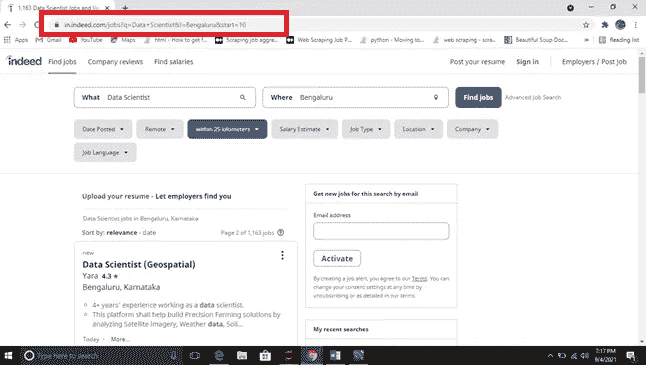 1,163 Data Scientist Jobs and Va
in.indeed.com/jobs?q=Data+Scientist&l=Bengaluru&start=10
Apps Gmail YouTube Maps html - How to get f... Scraping job aggre... Web Scraping Job P... python - Moving to... web scraping - scra... Beautiful Soup Doc... Reading list
indeed Find jobs Company reviews Find salaries Post your resume Sign in Employers / Post Job
What Data Scientist Where Bengaluru Find jobs Advanced Job Search
Date Posted Remote within 25 kilometers Salary Estimate Job Type Location Company
Job Language
Upload your resume - Let employers find you
Data Scientist jobs in Bengaluru, Karnataka
Sort by: relevance - date Page 2 of 1,163 jobs
new
Data Scientist (Geospatial)
Yara 4.3
Bengaluru, Karnataka
4+ years' experience working as a data scientist.
This platform shall help build Precision Farming solutions by
analyzing Satellite Imagery, Weather data, Soil...
Today · More...
Get new jobs for this search by email
Email address
Activate
By creating a job alert, you agree to our Terms. You can
change your consent settings at any time by
unsubscribing or as detailed in our terms.
My recent searches
Type here to search
2:17 PM
9/4/2021